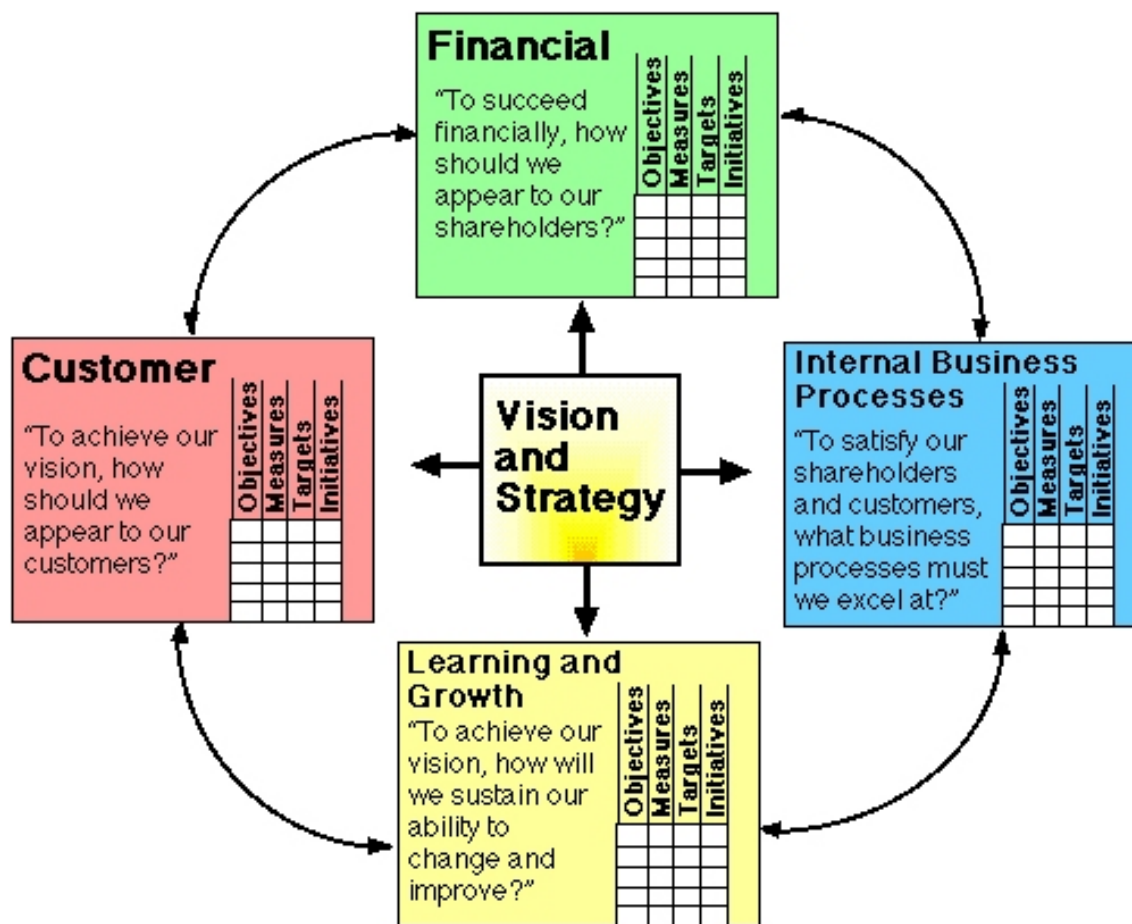 Financial
“To succeed
financially, how
should we
appear to our
shareholders?”
Objectives
Measures
Targets
Initiatives
Customer
“To achieve our
vision, how
should we
appear to our
customers?”
Objectives
Measures
Targets
Initiatives
Vision
and
Strategy
Internal Business
Processes
“To satisfy our
shareholders
and customers,
what business
processes must
we excel at?”
Objectives
Measures
Targets
Initiatives
Learning and
Growth
“To achieve our
vision, how will
we sustain our
ability to
change and
improve?”
Objectives
Measures
Targets
Initiatives